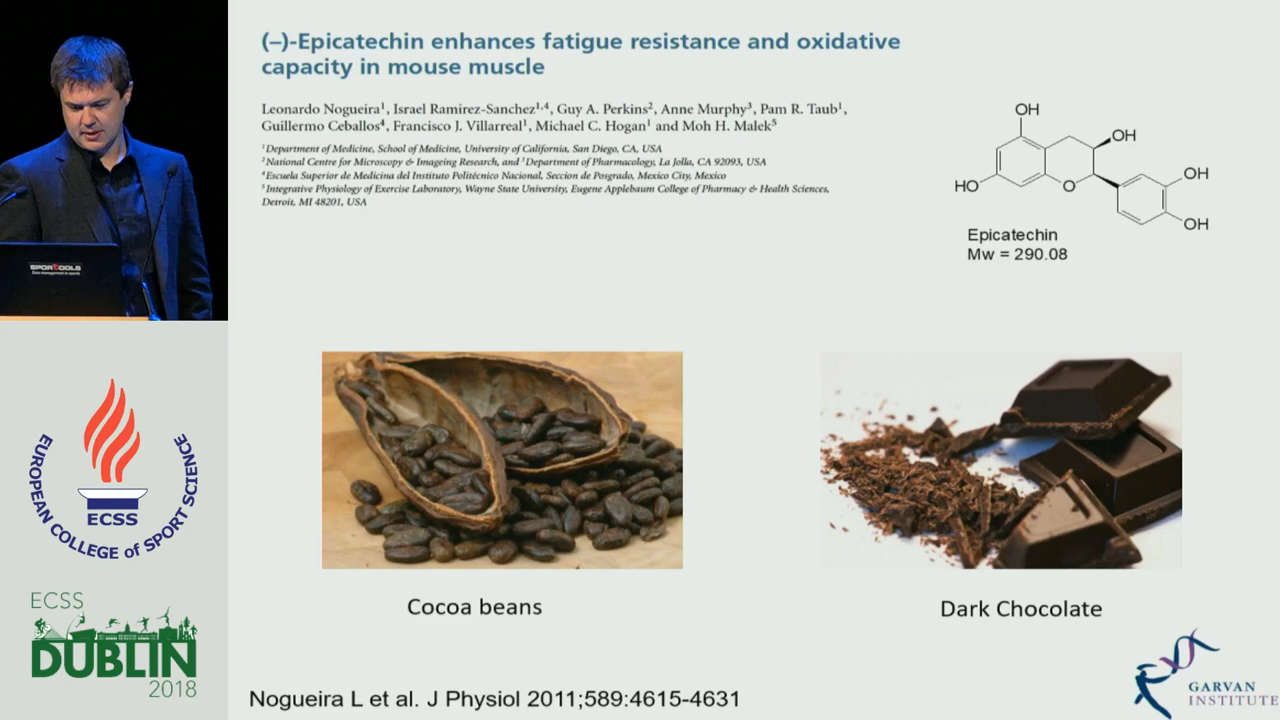 (–)-Epicatechin enhances fatigue resistance and oxidative
capacity in mouse muscle
Leonardo Nogueira1, Israel Ramirez-Sanchez1,4, Guy A. Perkins2, Anne Murphy3, Pam R. Taub1,
Guillermo Ceballos4, Francisco J. Villarreal1, Michael C. Hogan1 and Moh H. Malek5
1Department of Medicine, School of Medicine, University of California, San Diego, CA, USA
2National Centre for Microscopy & Imageing Research, and 3Department of Pharmacology, La Jolla, CA 92093, USA
4Escuela Superior de Medicina del Instituto Politécnico Nacional, Seccion de Posgrado, Mexico City, Mexico
5Integrative Physiology of Exercise Laboratory, Wayne State University, Eugene Applebaum College of Pharmacy & Health Sciences,
Detroit, MI 48201, USA
OH
OH
HO
O
OH
OH
Epicatechin
Mw = 290.08
SPORTOOLS
Cocoa beans
Dark Chocolate
EUROPEAN COLLEGE of SPORT SCIENCE
ECSS
ECSS
DUBLIN
2018
Nogueira L et al. J Physiol 2011;589:4615-4631
GARVAN
INSTITUTE